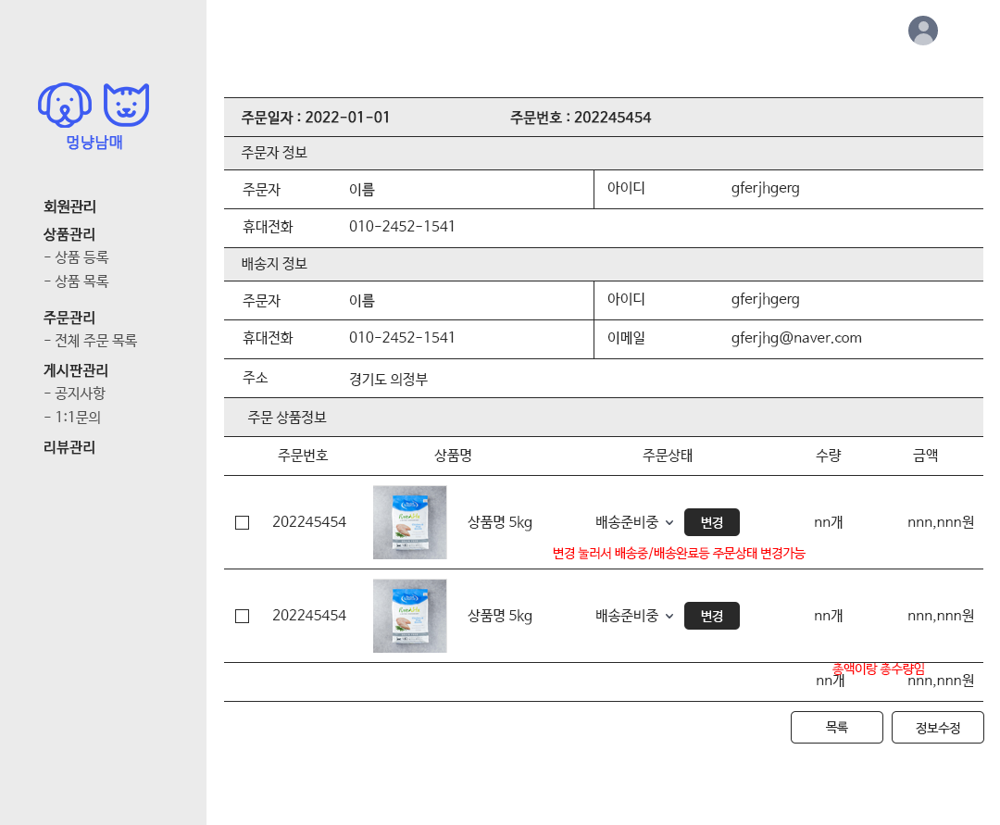 멍냥남매
회원관리
상품관리
- 상품 등록
- 상품 목록
주문관리
- 전체 주문 목록
게시판관리
- 공지사항
- 1:1문의
리뷰관리
주문일자 : 2022-01-01 주문번호 : 202245454
주문자 정보
주문자 이름 아이디 gferjhgerg
휴대전화 010-2452-1541
배송지 정보
주문자 이름 아이디 gferjhgerg
휴대전화 010-2452-1541 이메일 gferjhg@naver.com
주소 경기도 의정부
주문 상품정보
주문번호 상품명 주문상태 수량 금액
202245454 상품명 5kg 배송준비중 변경 nn개 nnn,nnn원
변경 눌러서 배송중/배송완료등 주문상태 변경가능
202245454 상품명 5kg 배송준비중 변경 nn개 nnn,nnn원
총액이랑 총수량임
nn개 nnn,nnn원
목록 정보수정